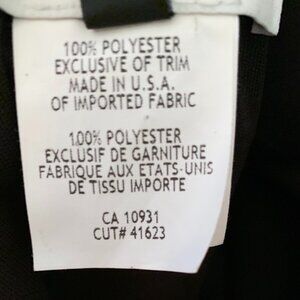 100% POLYESTER
EXCLUSIVE OF TRIM
MADE IN U.S.A.
OF IMPORTED FABRIC
100% POLYESTER
EXCLUSIF DE GARNITURE
FABRIQUE AUX ETATS-UNIS
DE TISSU IMPORTE
CA 10931
CUT# 41623